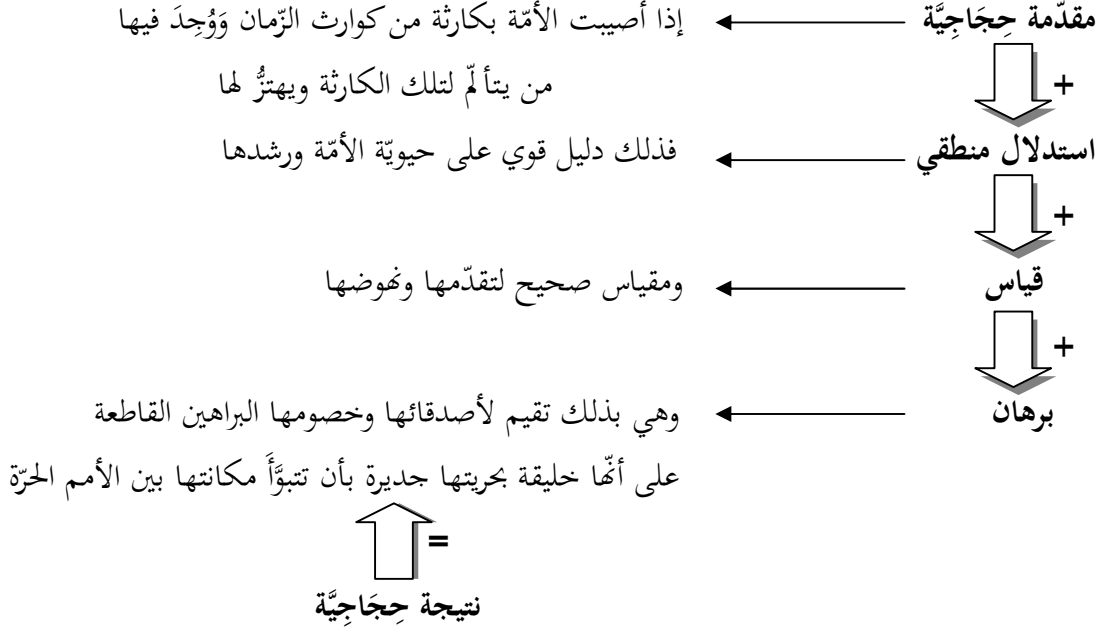 مقدّمة حِجَاجِيَّة إذا أصيبت الأمّة بكارثة من كوارث الزّمان وَوُجِدَ فيها
+ من يتألّم لتلك الكارثة ويهتزُّ لها
استدلال منطقي فذلك دليل قوي على حيويّة الأمّة ورشدها
+
قياس ومقياس صحيح لتقدّمها ونهوضها
+
برهان وهي بذلك تقيم لأصدقائها وخصومها البراهين القاطعة
على أنّها خليقة بحريتها جديرة بأن تتبوَّأَ مكانتها بين الأمم الحرّة
=
نتيجة حِجَاجِيَّة